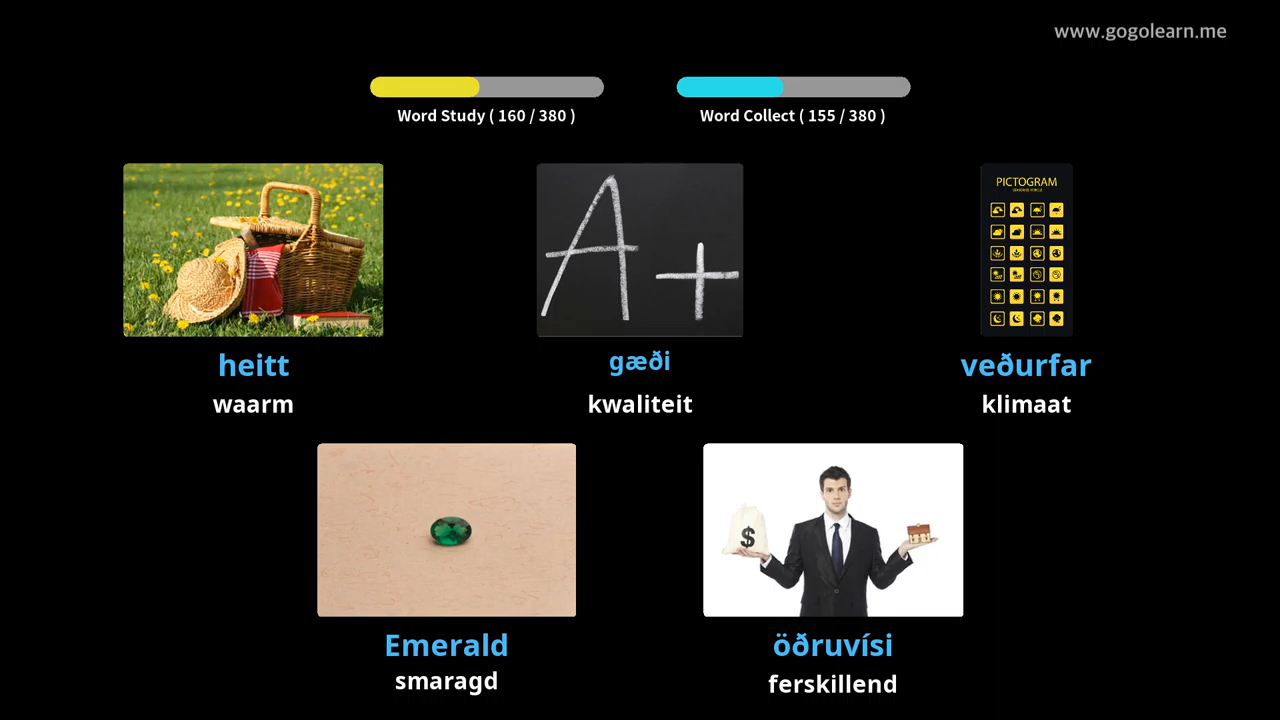 www.gogolearn.me
Word Study ( 160 / 380 )
Word Collect ( 155 / 380 )
A+
PICTOGRAM
heitt
waarm
gæði
kwaliteit
veðurfar
klimaat
$
Emerald
smaragd
öðruvísi
ferskillend